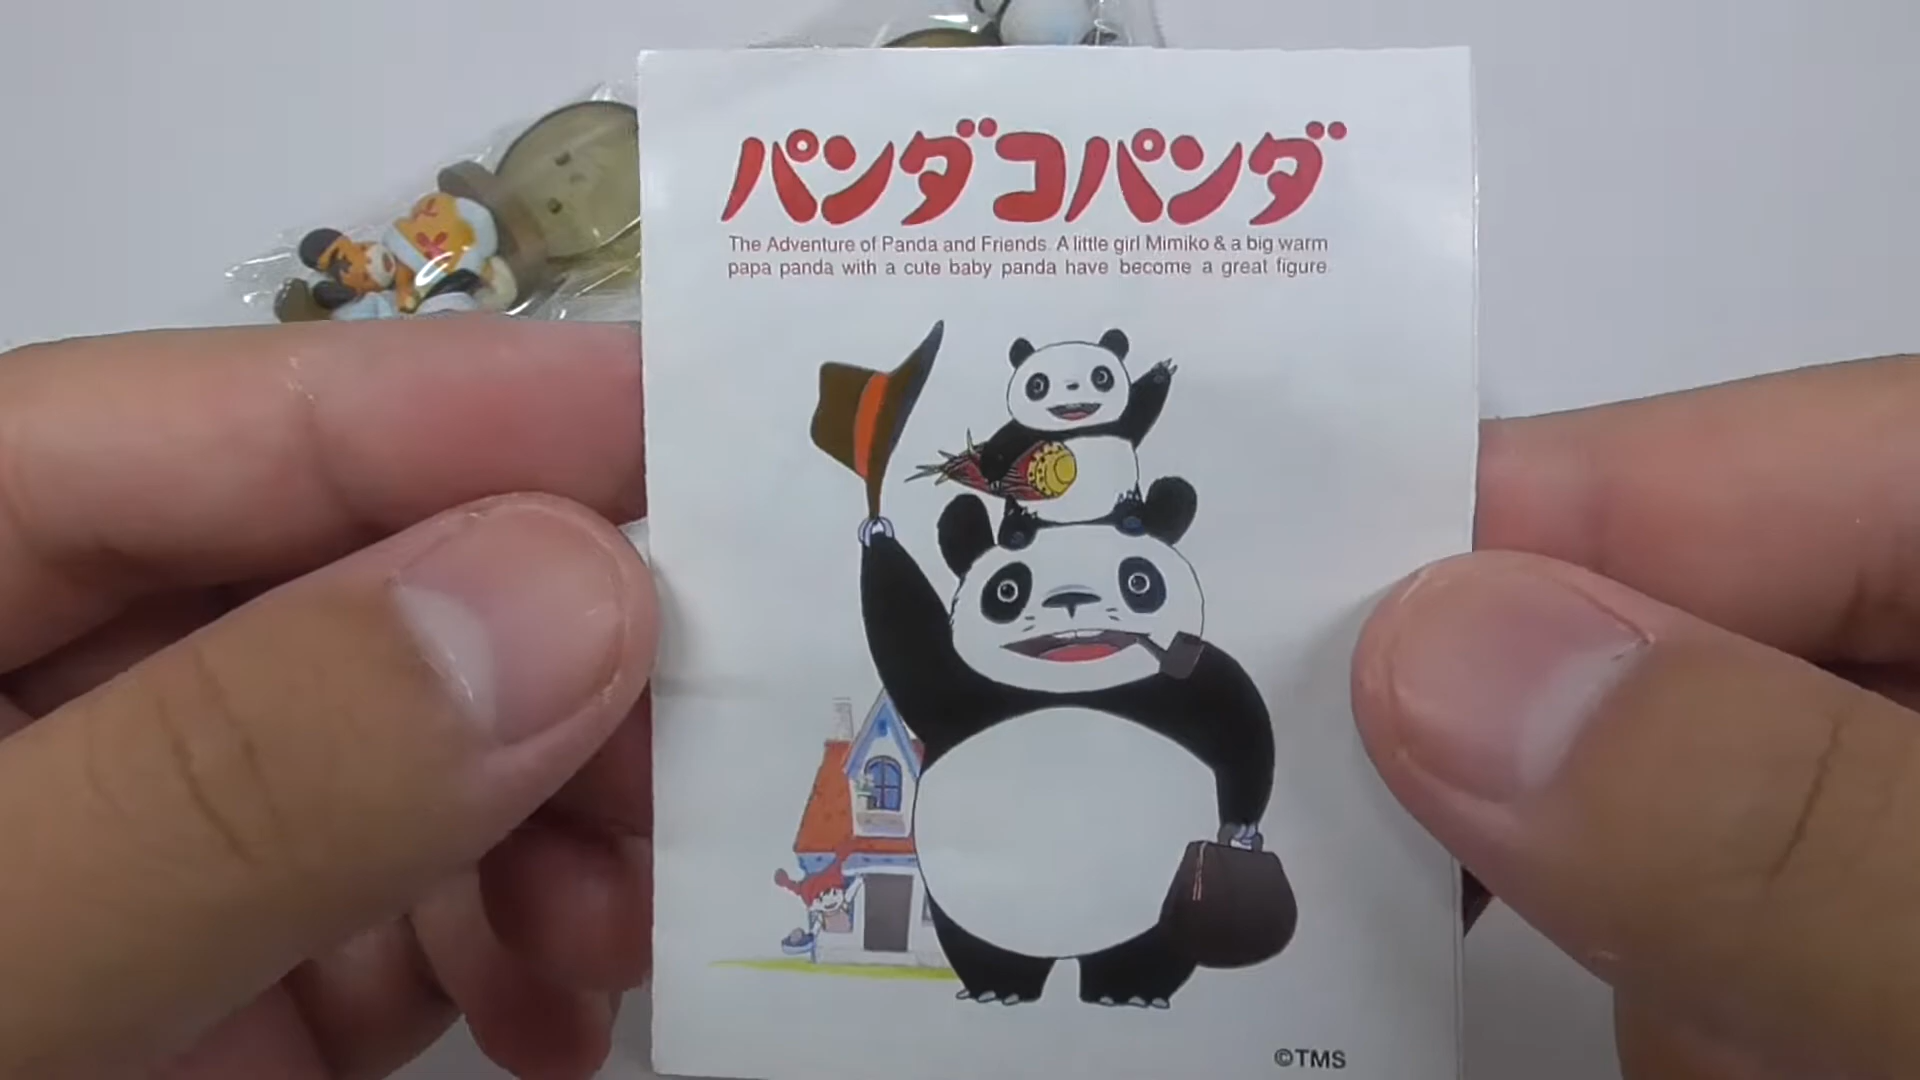 パンダコパンダ
The Adventure of Panda and Friends. A little girl Mimiko & a big warm
papa panda with a cute baby panda have become a great figure.
©TMS